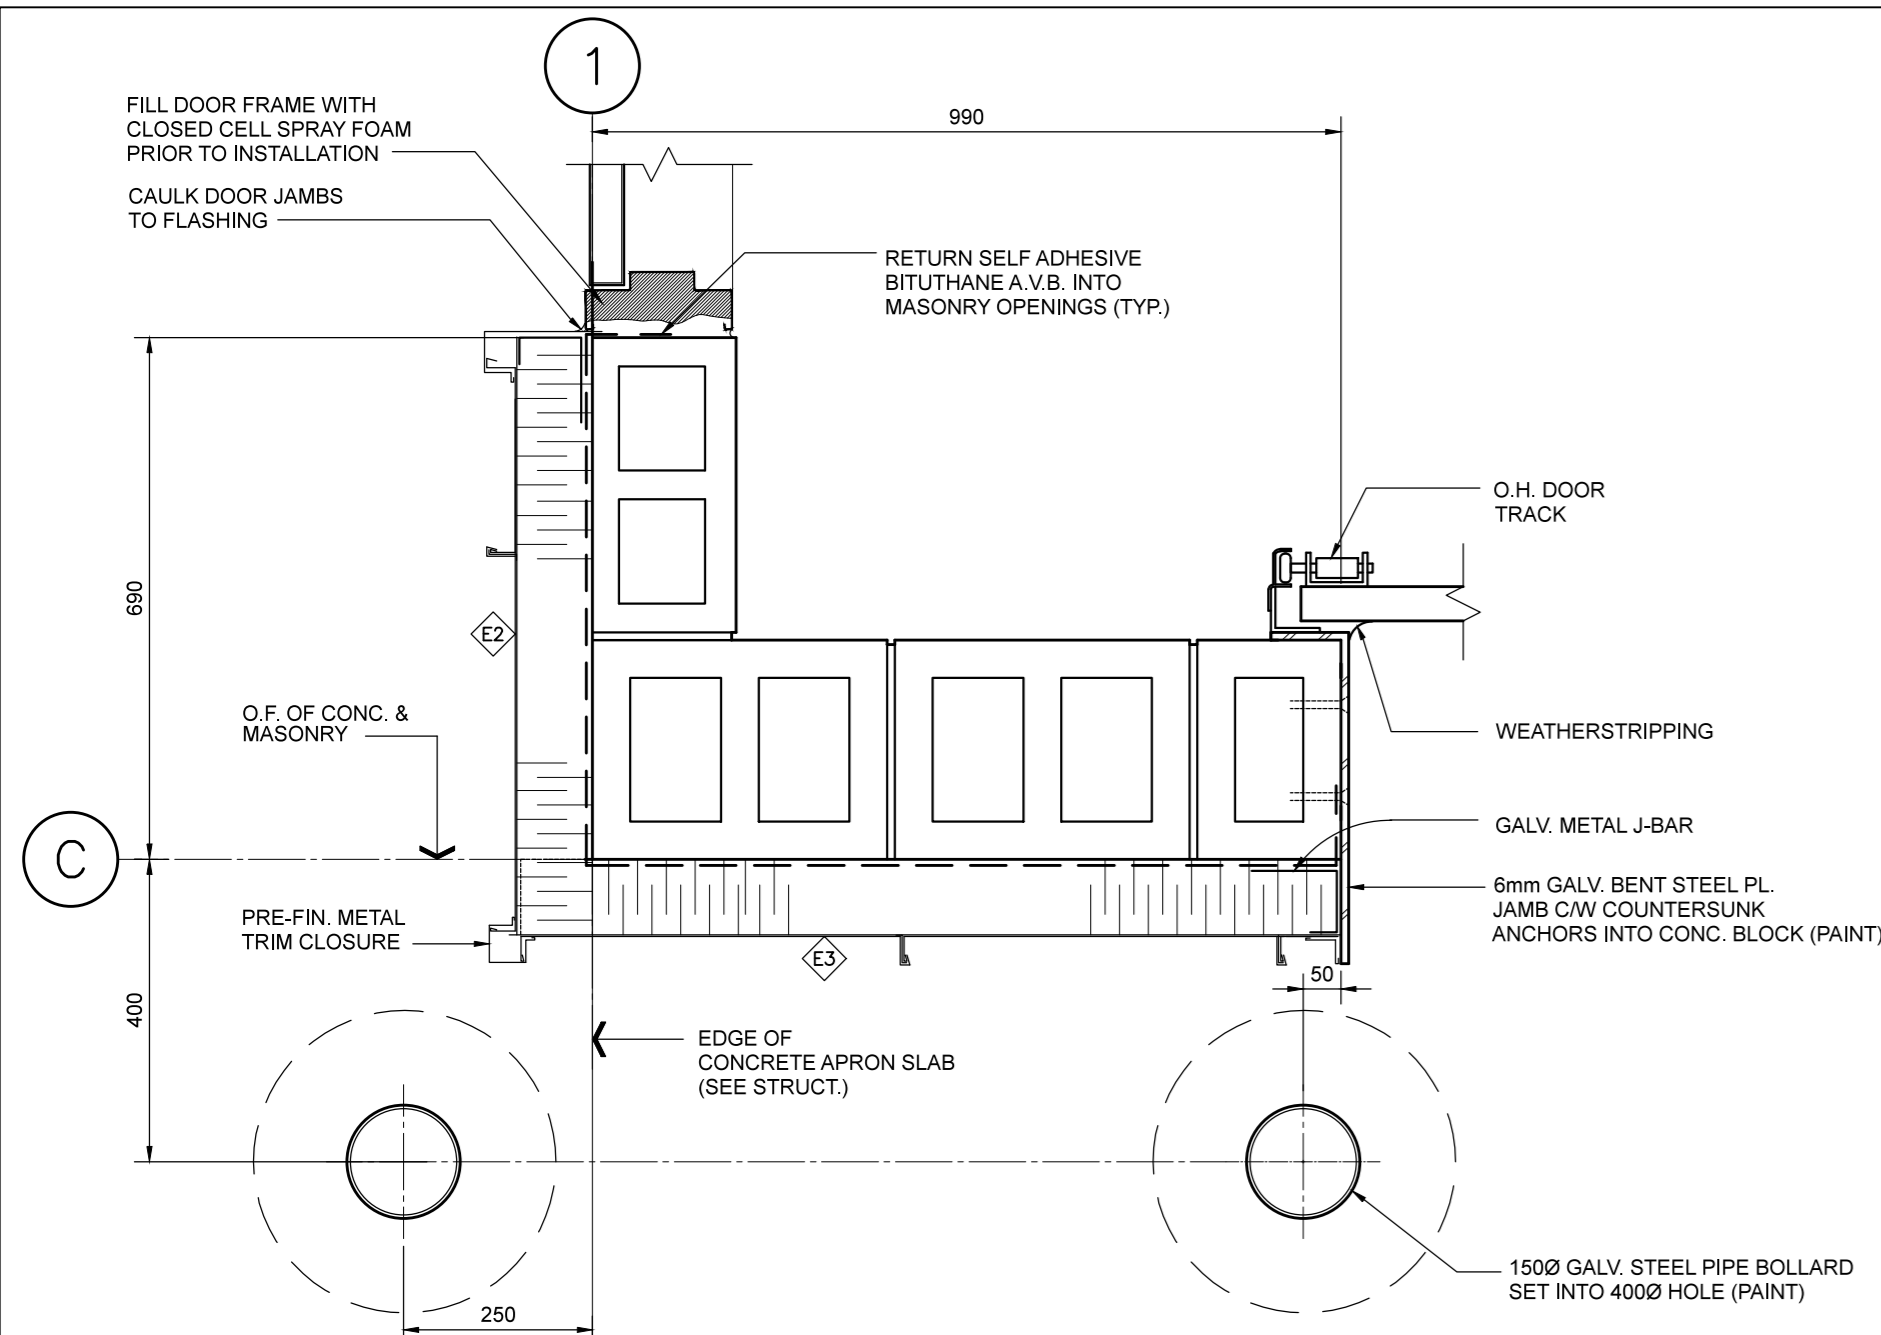 1
FILL DOOR FRAME WITH
CLOSED CELL SPRAY FOAM
PRIOR TO INSTALLATION
990
CAULK DOOR JAMBS
TO FLASHING
RETURN SELF ADHESIVE
BITUTHANE A.V.B. INTO
MASONRY OPENINGS (TYP.)
O.H. DOOR
TRACK
690
E2
O.F. OF CONC. &
MASONRY
WEATHERSTRIPPING
GALV. METAL J-BAR
C
6mm GALV. BENT STEEL PL.
JAMB C/W COUNTERSUNK
ANCHORS INTO CONC. BLOCK (PAINT)
PRE-FIN. METAL
TRIM CLOSURE
E3
50
400
EDGE OF
CONCRETE APRON SLAB
(SEE STRUCT.)
150Ø GALV. STEEL PIPE BOLLARD
SET INTO 400Ø HOLE (PAINT)
250